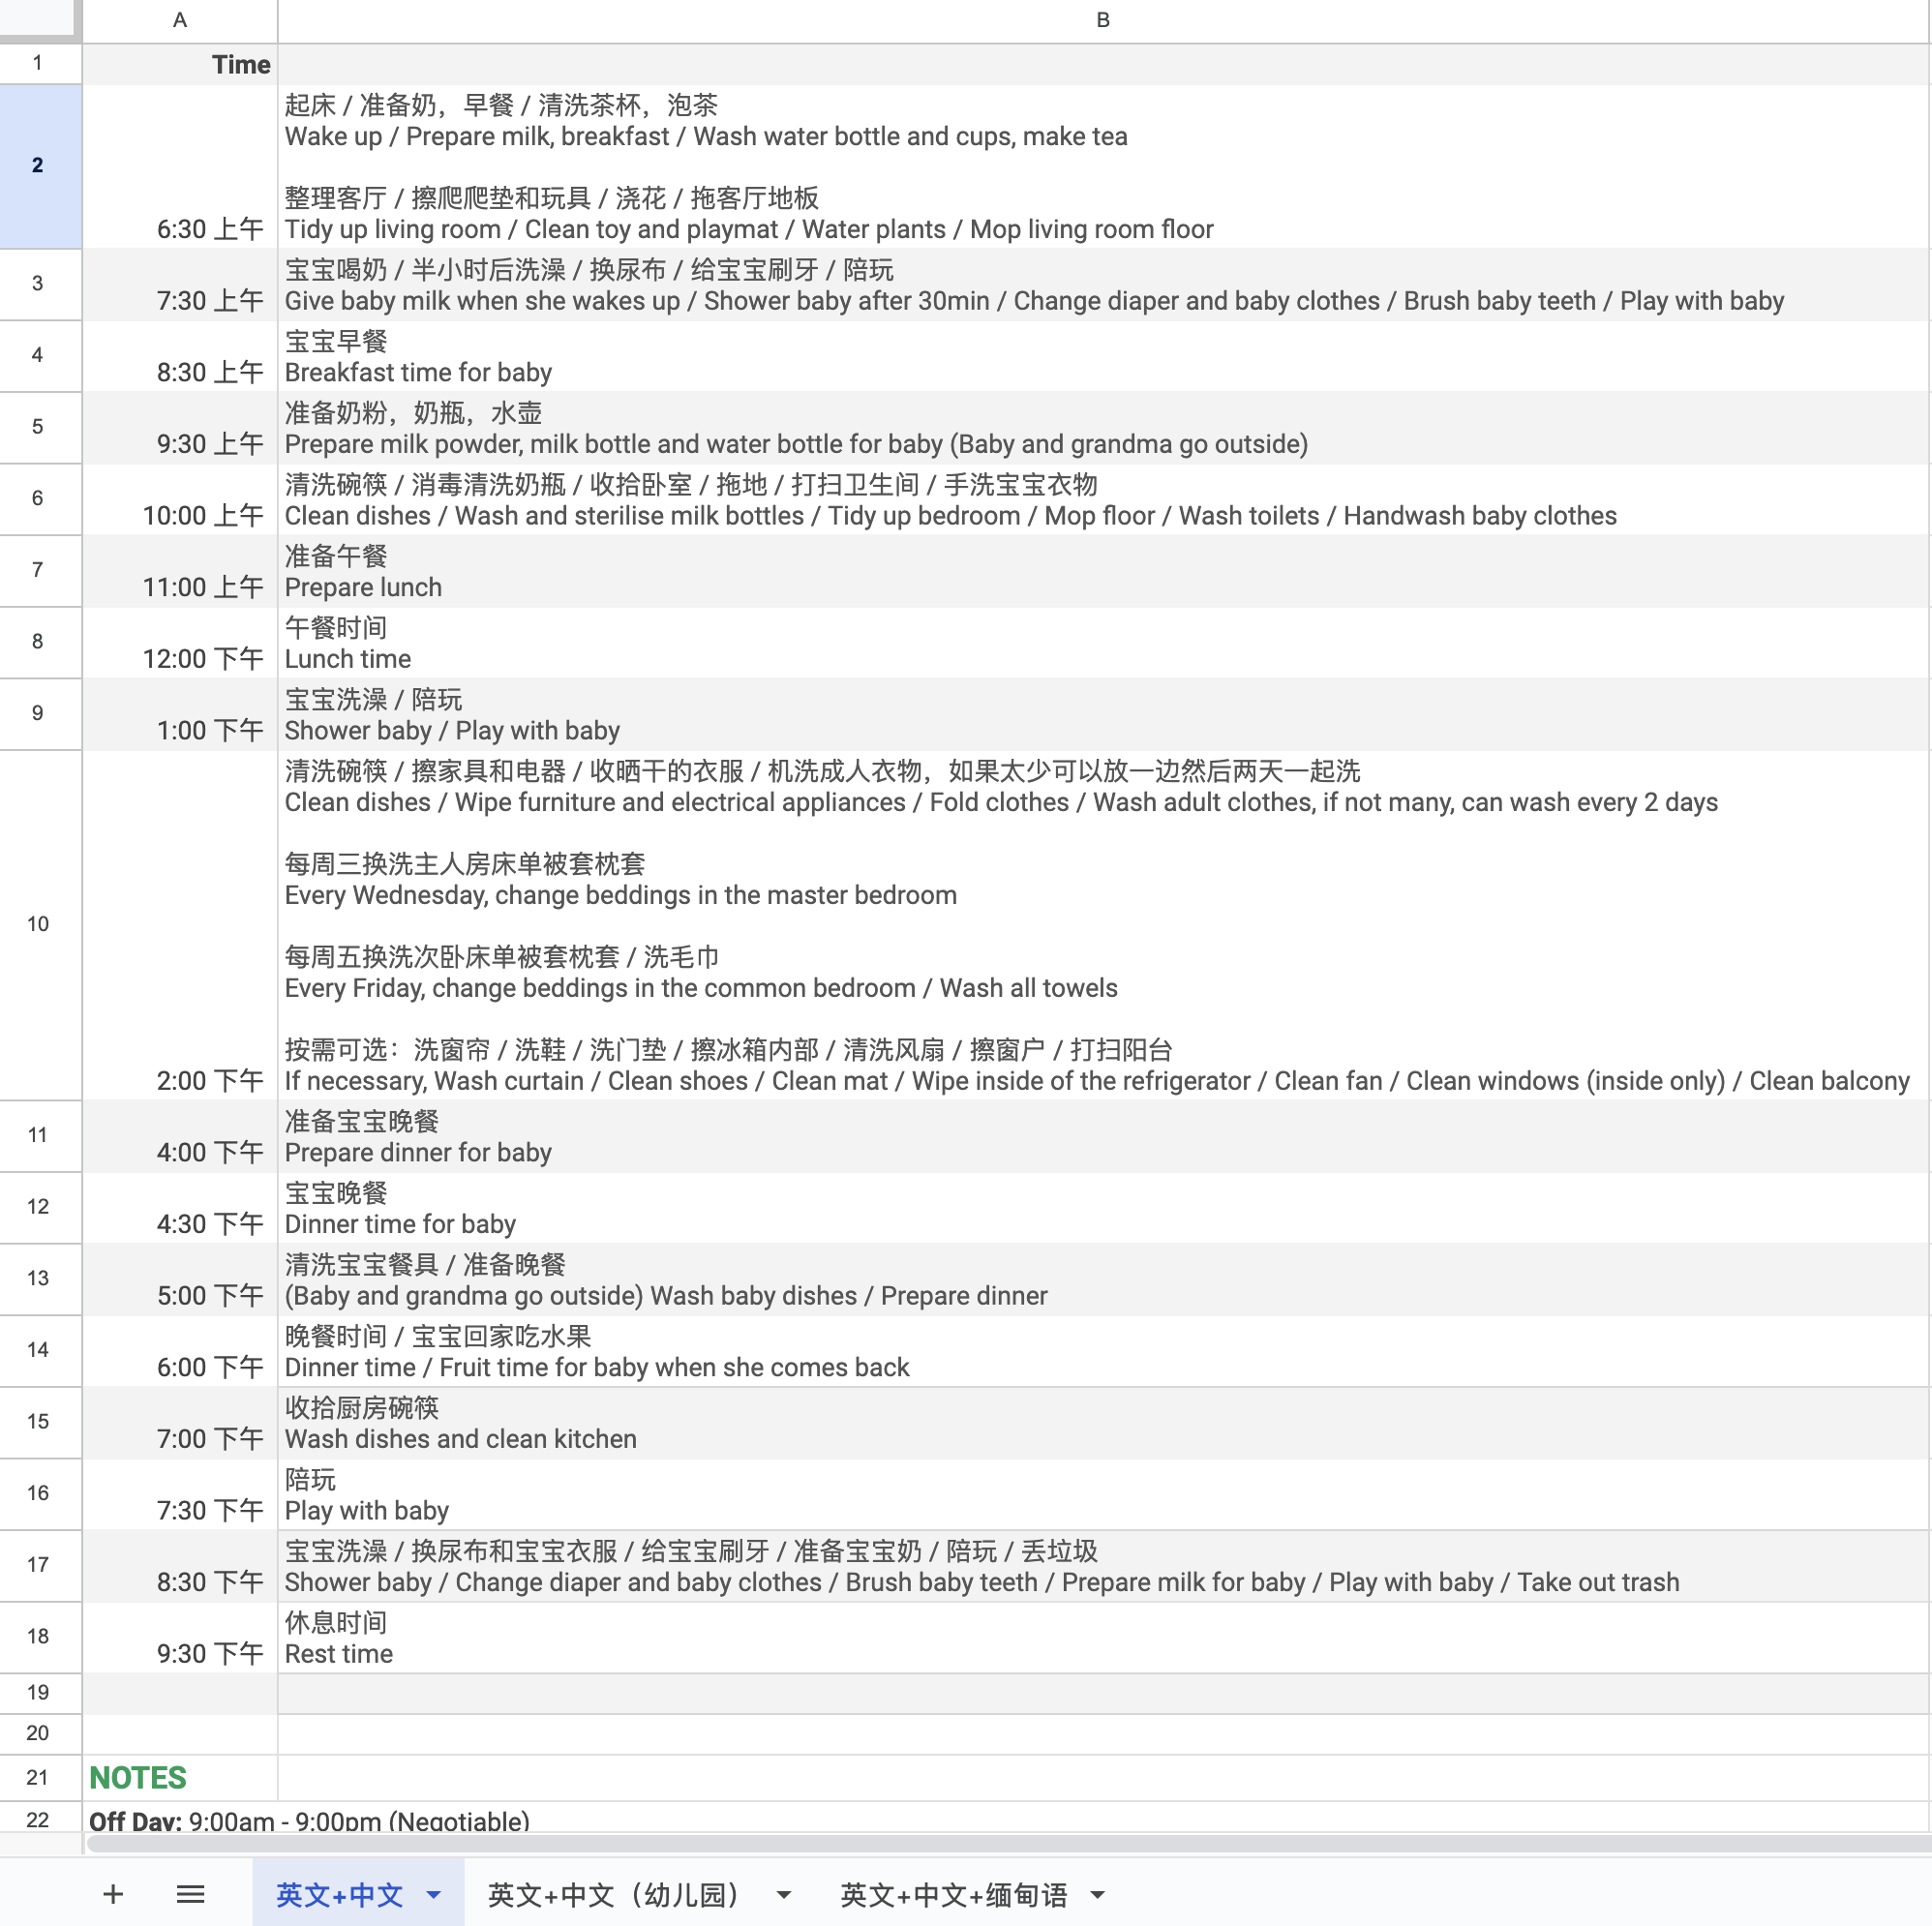 A B
1 Time
2 6:30 上午
起床 / 准备奶，早餐 / 清洗茶杯，泡茶
Wake up / Prepare milk, breakfast / Wash water bottle and cups, make tea
整理客厅 / 擦爬爬垫和玩具 / 浇花 / 拖客厅地板
Tidy up living room / Clean toy and playmat / Water plants / Mop living room floor
3 7:30 上午
宝宝喝奶 / 半小时后洗澡 / 换尿布 / 给宝宝刷牙 / 陪玩
Give baby milk when she wakes up / Shower baby after 30min / Change diaper and baby clothes / Brush baby teeth / Play with baby
4 8:30 上午
宝宝早餐
Breakfast time for baby
5 9:30 上午
准备奶粉，奶瓶，水壶
Prepare milk powder, milk bottle and water bottle for baby (Baby and grandma go outside)
6 10:00 上午
清洗碗筷 / 消毒清洗奶瓶 / 收拾卧室 / 拖地 / 打扫卫生间 / 手洗宝宝衣物
Clean dishes / Wash and sterilise milk bottles / Tidy up bedroom / Mop floor / Wash toilets / Handwash baby clothes
7 11:00 上午
准备午餐
Prepare lunch
8 12:00 下午
午餐时间
Lunch time
9 1:00 下午
宝宝洗澡 / 陪玩
Shower baby / Play with baby
10 2:00 下午
清洗碗筷 / 擦家具和电器 / 收晒干的衣服 / 机洗成人衣物，如果太少可以放一边然后两天一起洗
Clean dishes / Wipe furniture and electrical appliances / Fold clothes / Wash adult clothes, if not many, can wash every 2 days
每周三换洗主人房床单被套枕套
Every Wednesday, change beddings in the master bedroom
每周五换洗次卧床单被套枕套 / 洗毛巾
Every Friday, change beddings in the common bedroom / Wash all towels
按需可选：洗窗帘 / 洗鞋 / 洗门垫 / 擦冰箱内部 / 清洗风扇 / 擦窗户 / 打扫阳台
If necessary, Wash curtain / Clean shoes / Clean mat / Wipe inside of the refrigerator / Clean fan / Clean windows (inside only) / Clean balcony
11 4:00 下午
准备宝宝晚餐
Prepare dinner for baby
12 4:30 下午
宝宝晚餐
Dinner time for baby
13 5:00 下午
清洗宝宝餐具 / 准备晚餐
(Baby and grandma go outside) Wash baby dishes / Prepare dinner
14 6:00 下午
晚餐时间 / 宝宝回家吃水果
Dinner time / Fruit time for baby when she comes back
15 7:00 下午
收拾厨房碗筷
Wash dishes and clean kitchen
16 7:30 下午
陪玩
Play with baby
17 8:30 下午
宝宝洗澡 / 换尿布和宝宝衣服 / 给宝宝刷牙 / 准备宝宝奶 / 陪玩 / 丢垃圾
Shower baby / Change diaper and baby clothes / Brush baby teeth / Prepare milk for baby / Play with baby / Take out trash
18 9:30 下午
休息时间
Rest time
19
20
21 NOTES
22 Off Day: 9:00am - 9:00pm (Negotiable)
英文+中文 英文+中文（幼儿园） 英文+中文+缅甸语